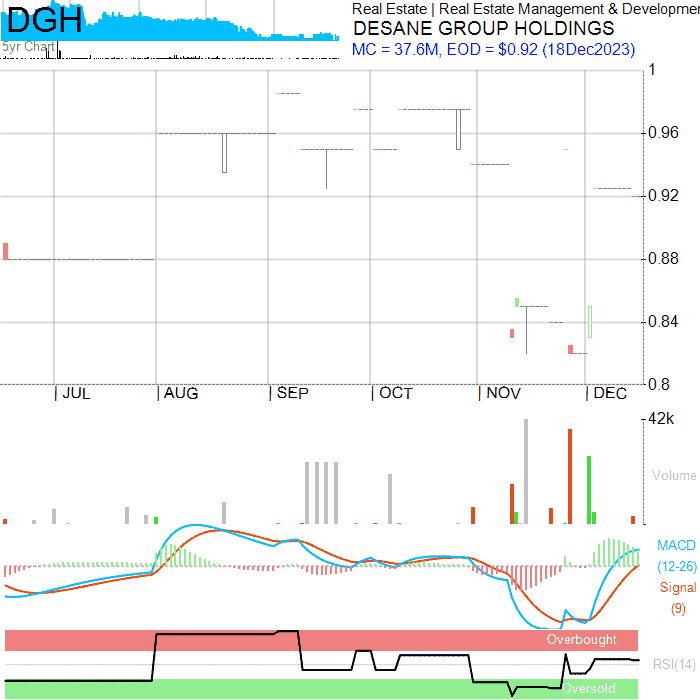 DGH
Real Estate | Real Estate Management & Developmen
DESANE GROUP HOLDINGS
MC = 37.6M, EOD = $0.92 (18Dec2023)
5yr Chart
1
0.96
0.92
0.88
0.84
0.8
JUL AUG SEP OCT NOV DEC
42k
Volume
MACD
(12-26)
Signal
(9)
Overbought
RSI(14)
Oversold